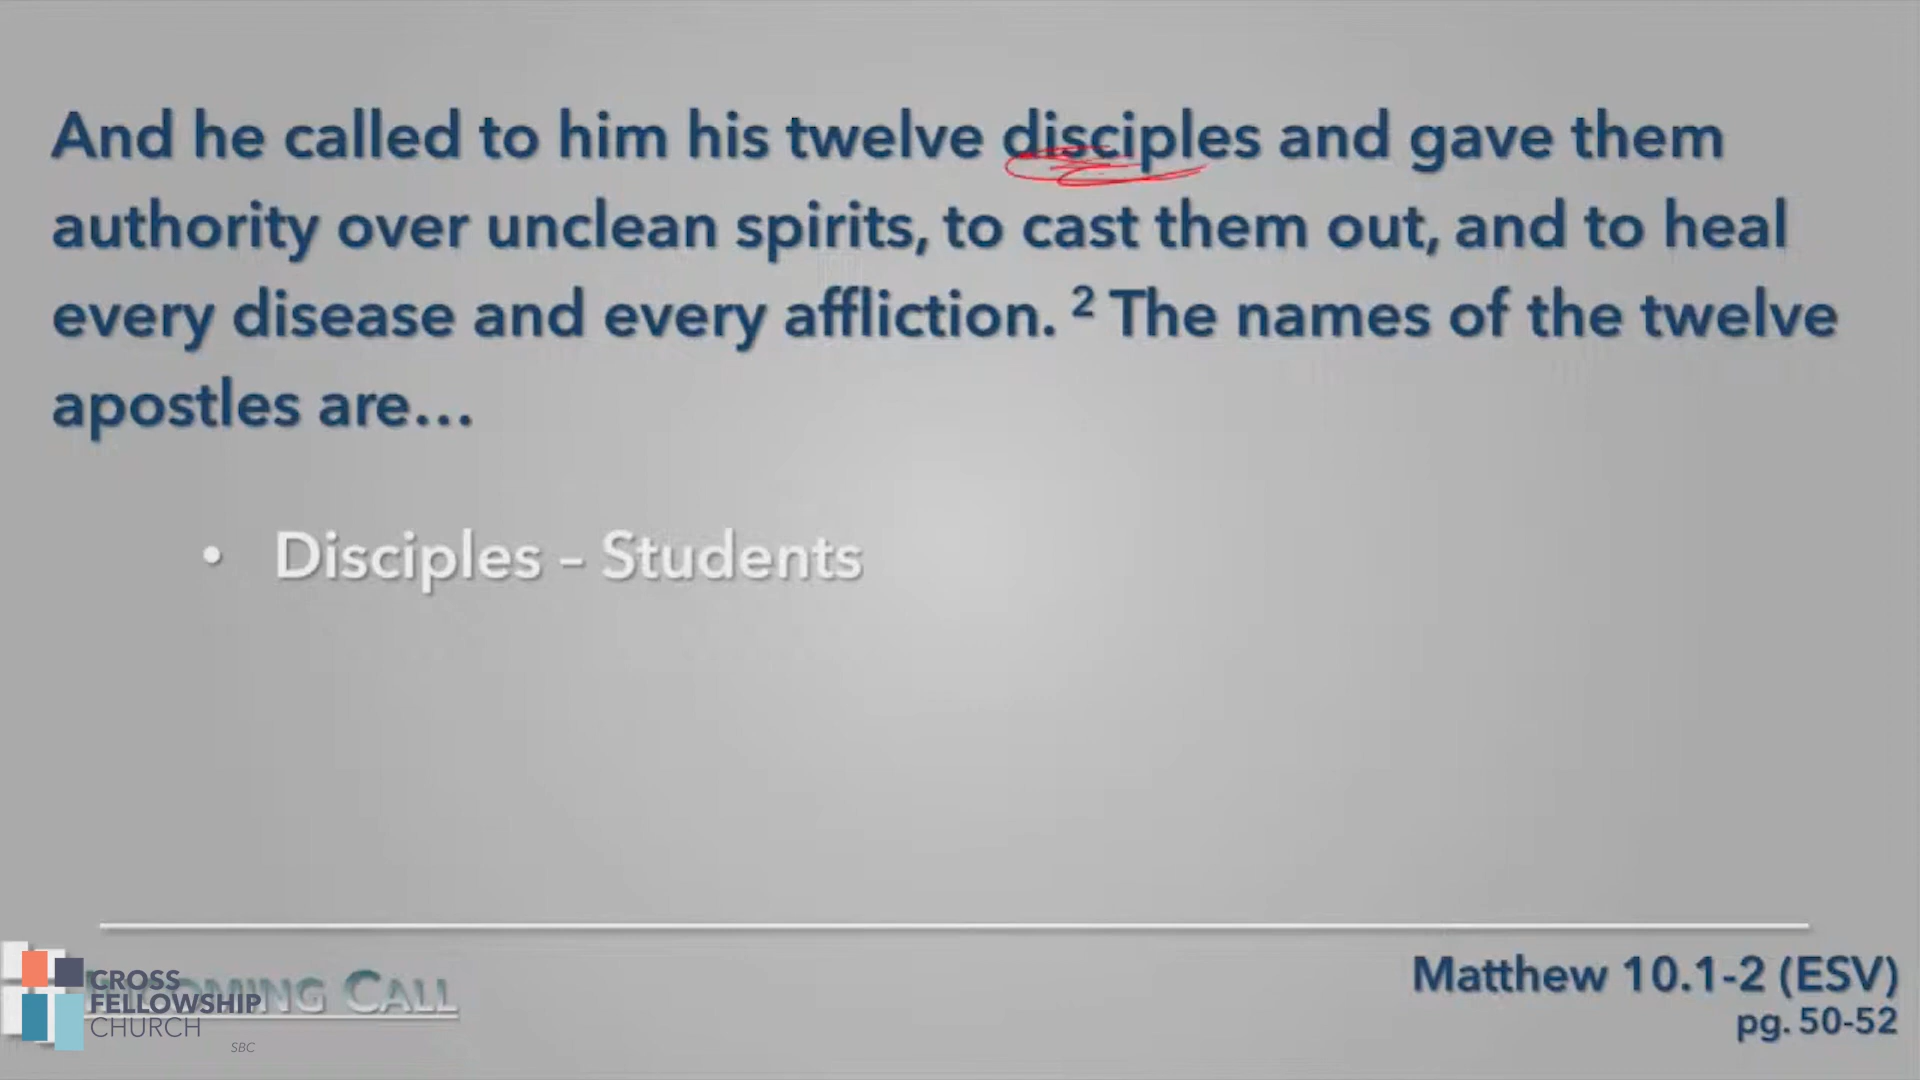 And he called to him his twelve disciples and gave them
authority over unclean spirits, to cast them out, and to heal
every disease and every affliction. ² The names of the twelve
apostles are…
• Disciples – Students
CROSS
FELLOWSHIP
CHURCH
SBC
CALL
Matthew 10.1-2 (ESV)
pg. 50-52